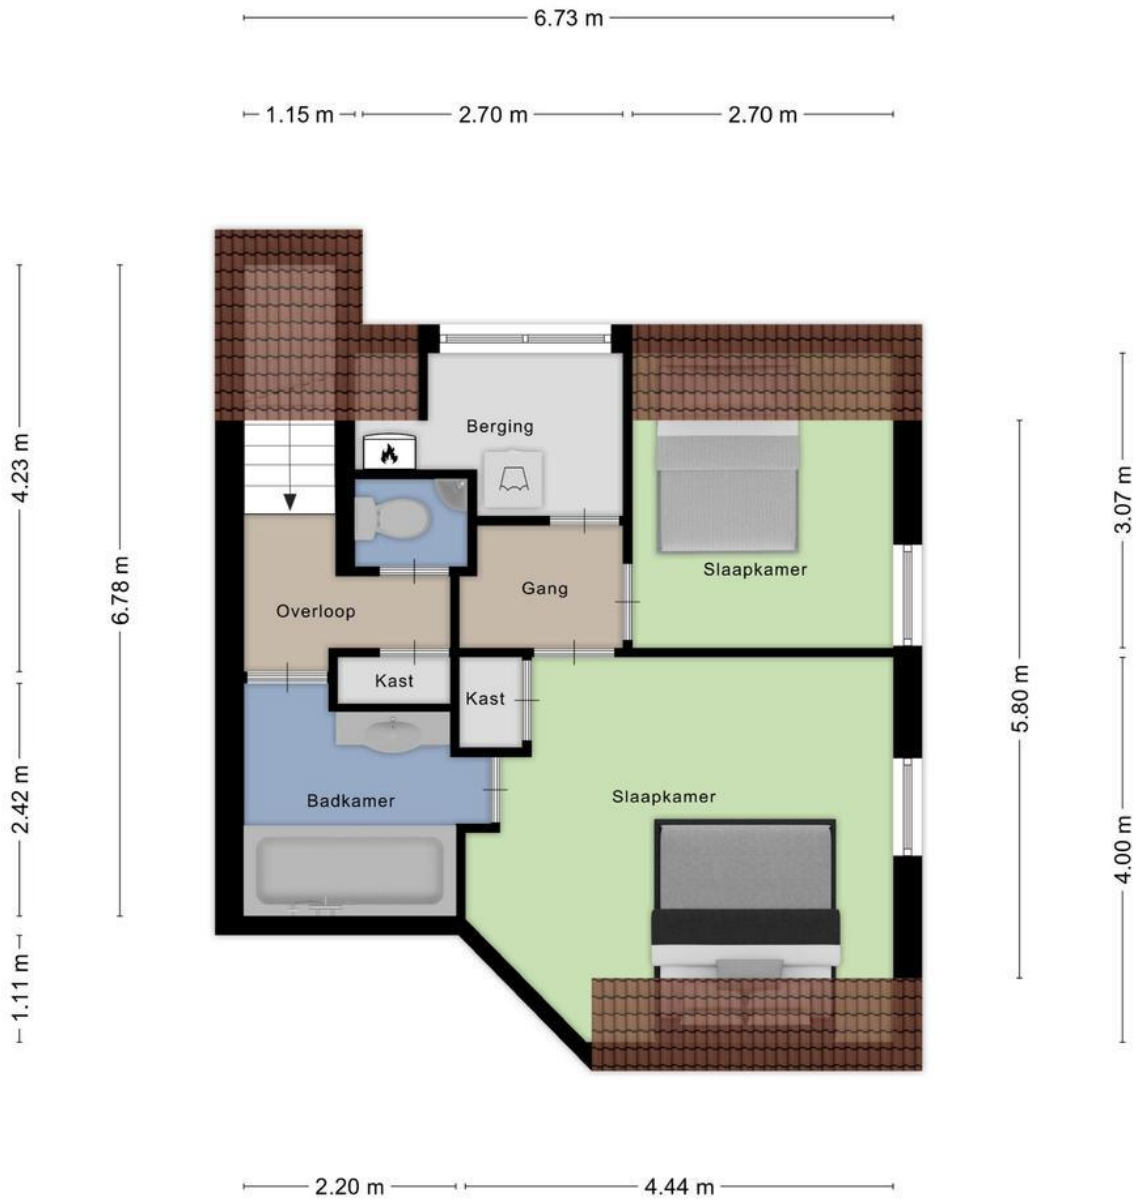 6.73 m
1.15 m
2.70 m
2.70 m
4.23 m
6.78 m
2.42 m
1.11 m
Berging
Slaapkamer
Gang
Overloop
Kast
Kast
Badkamer
Slaapkamer
3.07 m
5.80 m
4.00 m
2.20 m
4.44 m